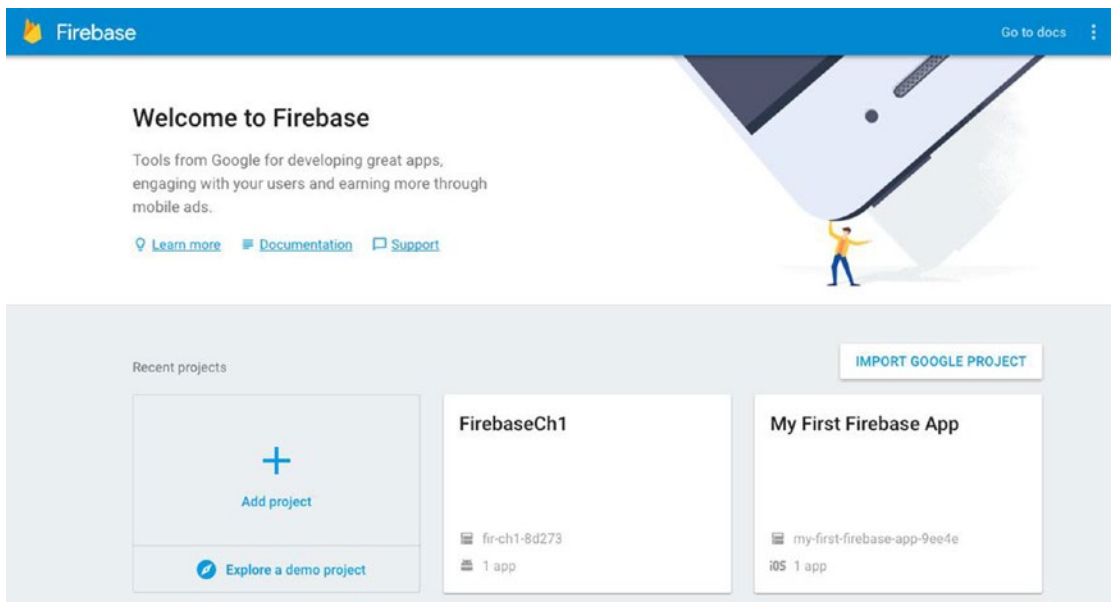 Firebase
Go to docs
Welcome to Firebase
Tools from Google for developing great apps,
engaging with your users and earning more through
mobile ads.
Learn more Documentation Support
Recent projects
IMPORT GOOGLE PROJECT
Add project
Explore a demo project
FirebaseCh1
fir-ch1-8d273
1 app
My First Firebase App
my-first-firebase-app-9ee4e
iOS 1 app